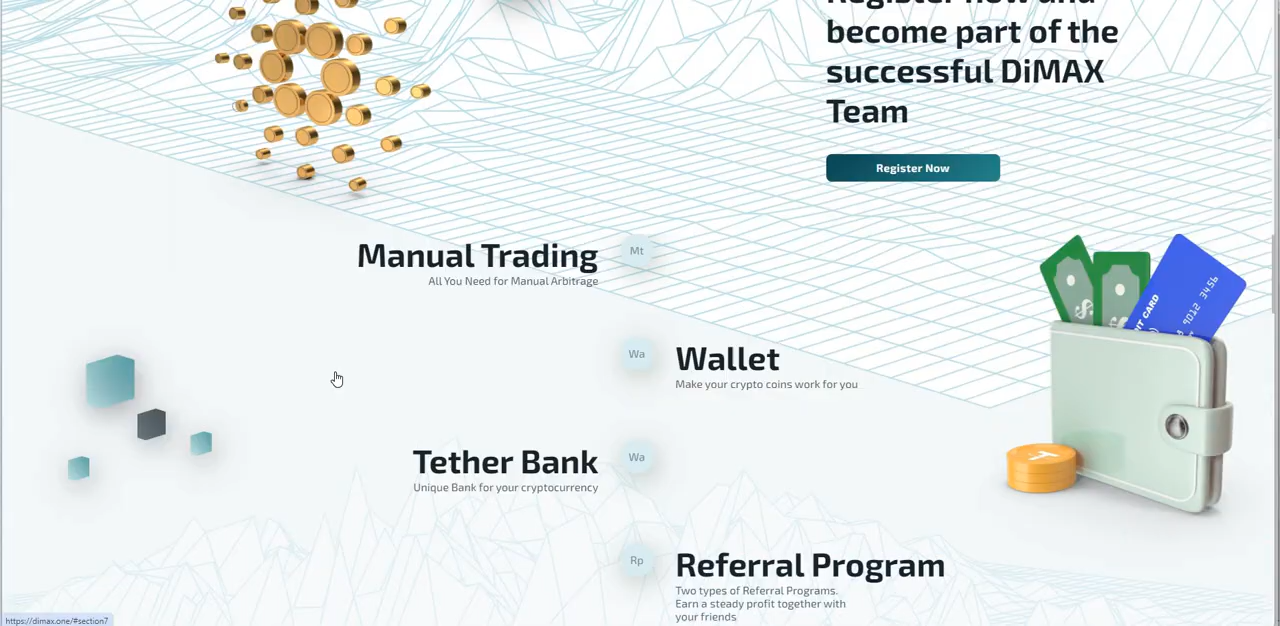 become part of the
successful DiMAX
Team
Register Now
Manual Trading
Mt
All You Need for Manual Arbitrage
Wa
Wallet
Make your crypto coins work for you
Tether Bank
Wa
Unique Bank for your cryptocurrency
Rp
Referral Program
Two types of Referral Programs.
Earn a steady profit together with
your friends
https://dimax.one/#section7